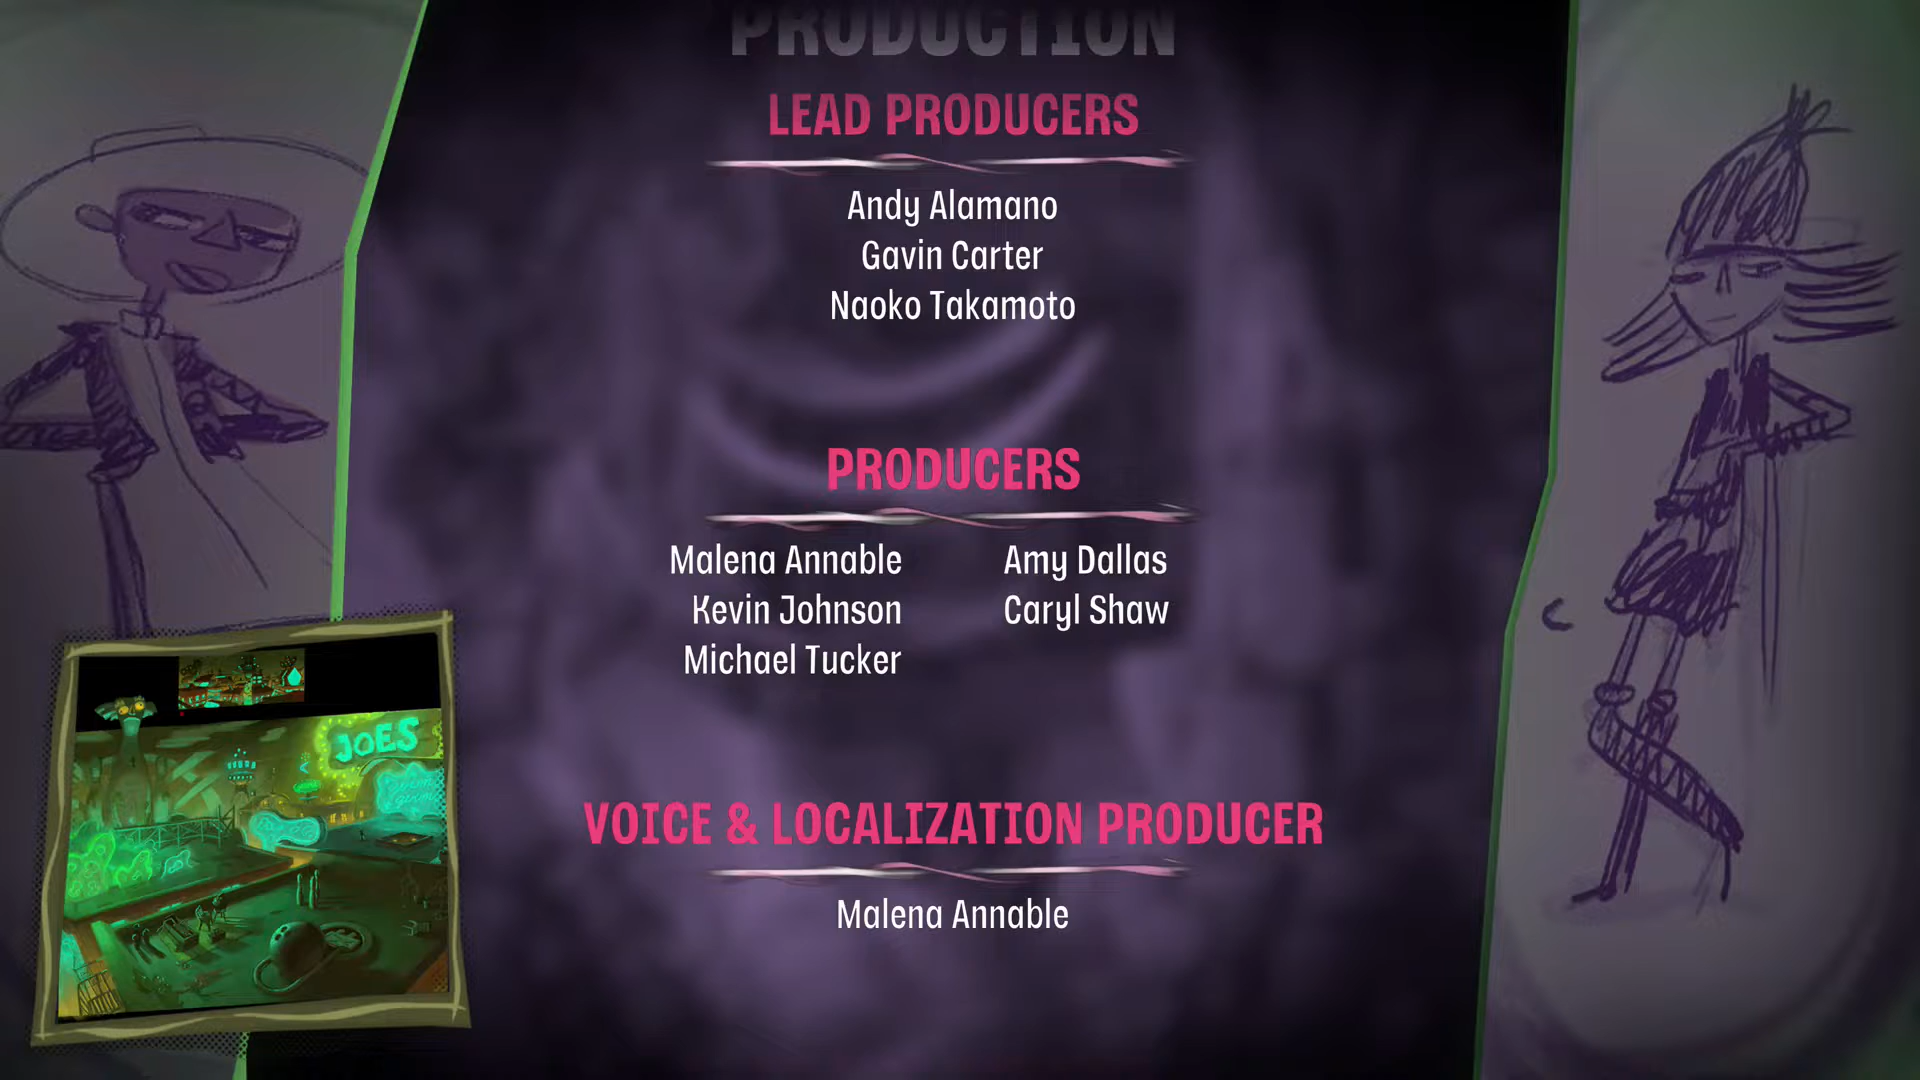 PRODUCTION
LEAD PRODUCERS
Andy Alamano
Gavin Carter
Naoko Takamoto
PRODUCERS
Malena Annable
Amy Dallas
Kevin Johnson
Caryl Shaw
Michael Tucker
VOICE & LOCALIZATION PRODUCER
Malena Annable
JOES